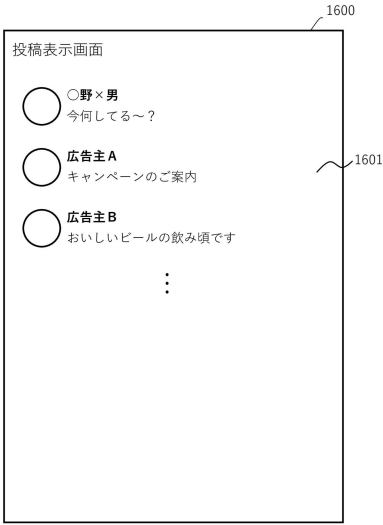 1600
投稿表示画面
〇野×男
今何してる～？
1601
広告主A
キャンペーンのご案内
広告主B
おいしいビールの飲み頃です